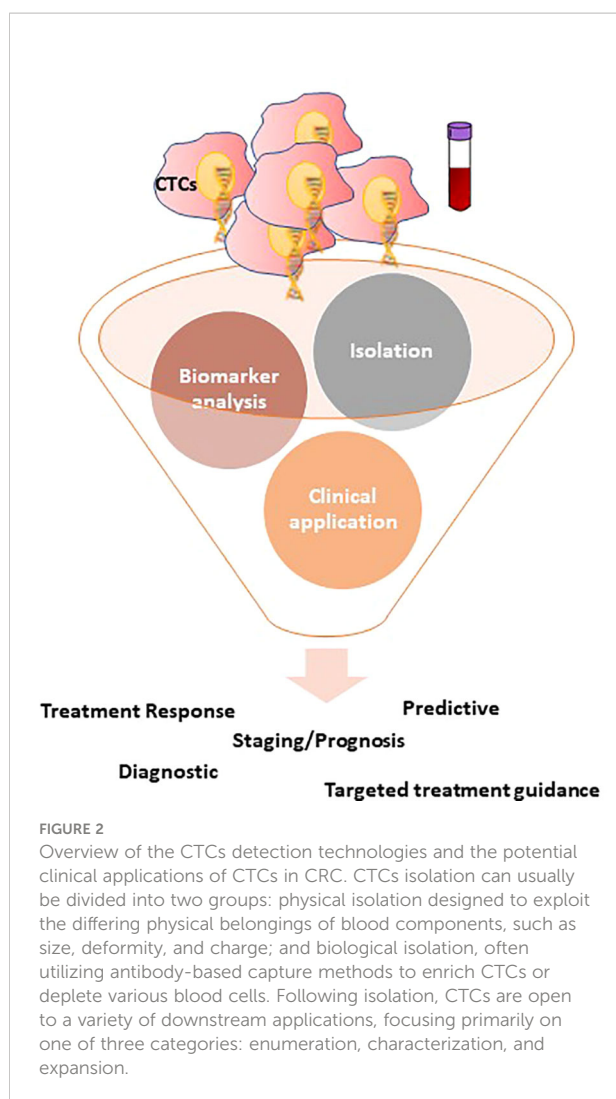 CTCs
Isolation
Biomarker
analysis
Clinical
application
Treatment Response
Predictive
Staging/Prognosis
Diagnostic
Targeted treatment guidance
FIGURE 2
Overview of the CTCs detection technologies and the potential
clinical applications of CTCs in CRC. CTCs isolation can usually
be divided into two groups: physical isolation designed to exploit
the differing physical belongings of blood components, such as
size, deformity, and charge; and biological isolation, often
utilizing antibody-based capture methods to enrich CTCs or
deplete various blood cells. Following isolation, CTCs are open
to a variety of downstream applications, focusing primarily on
one of three categories: enumeration, characterization, and
expansion.